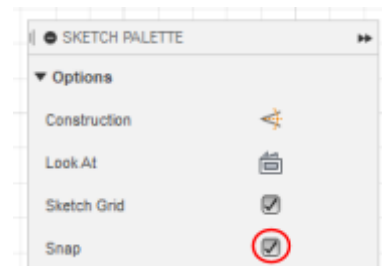 SKETCH PALETTE
Options
Construction
Look At
Sketch Grid
Snap